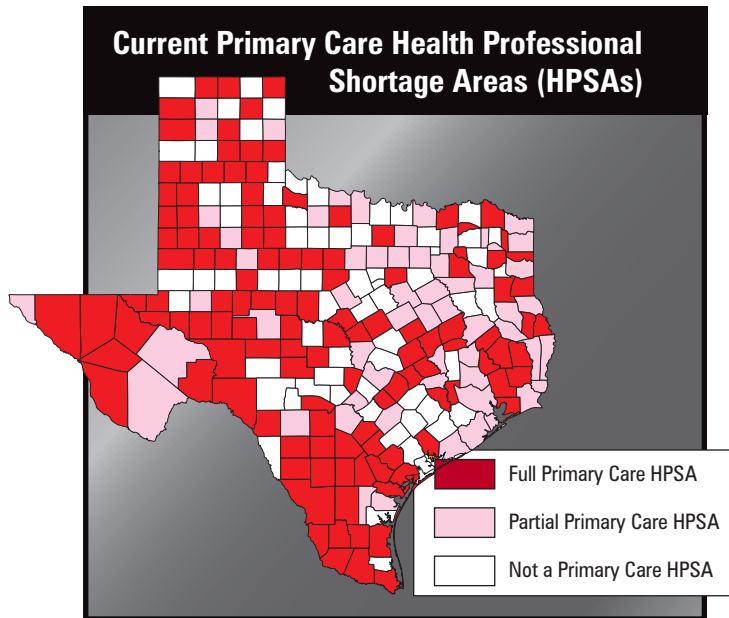 Current Primary Care Health Professional
Shortage Areas (HPSAs)
Full Primary Care HPSA
Partial Primary Care HPSA
Not a Primary Care HPSA